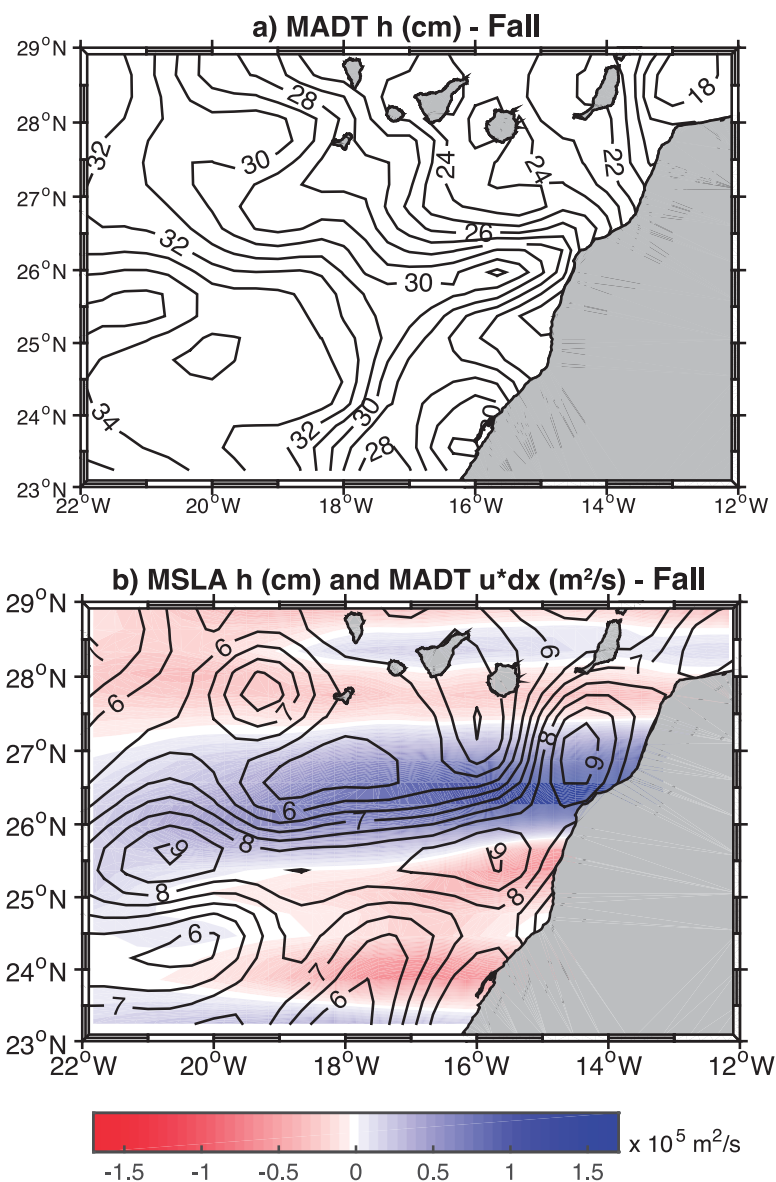 a) MADT h (cm) - Fall
29°N
28°N
27°N
26°N
25°N
24°N
23°N
28
18
32
30
24
24
22
32
26
30
34
32
30
28
0
22°W 20°W 18°W 16°W 14°W 12°W
b) MSLA h (cm) and MADT u*dx (m²/s) - Fall
29°N
28°N
27°N
26°N
25°N
24°N
23°N
6
6
7
6
7
8
9
6
7
8
9
9
8
8
6
7
7
6
22°W 20°W 18°W 16°W 14°W 12°W
-1.5 -1 -0.5 0 0.5 1 1.5 x 10⁵ m²/s